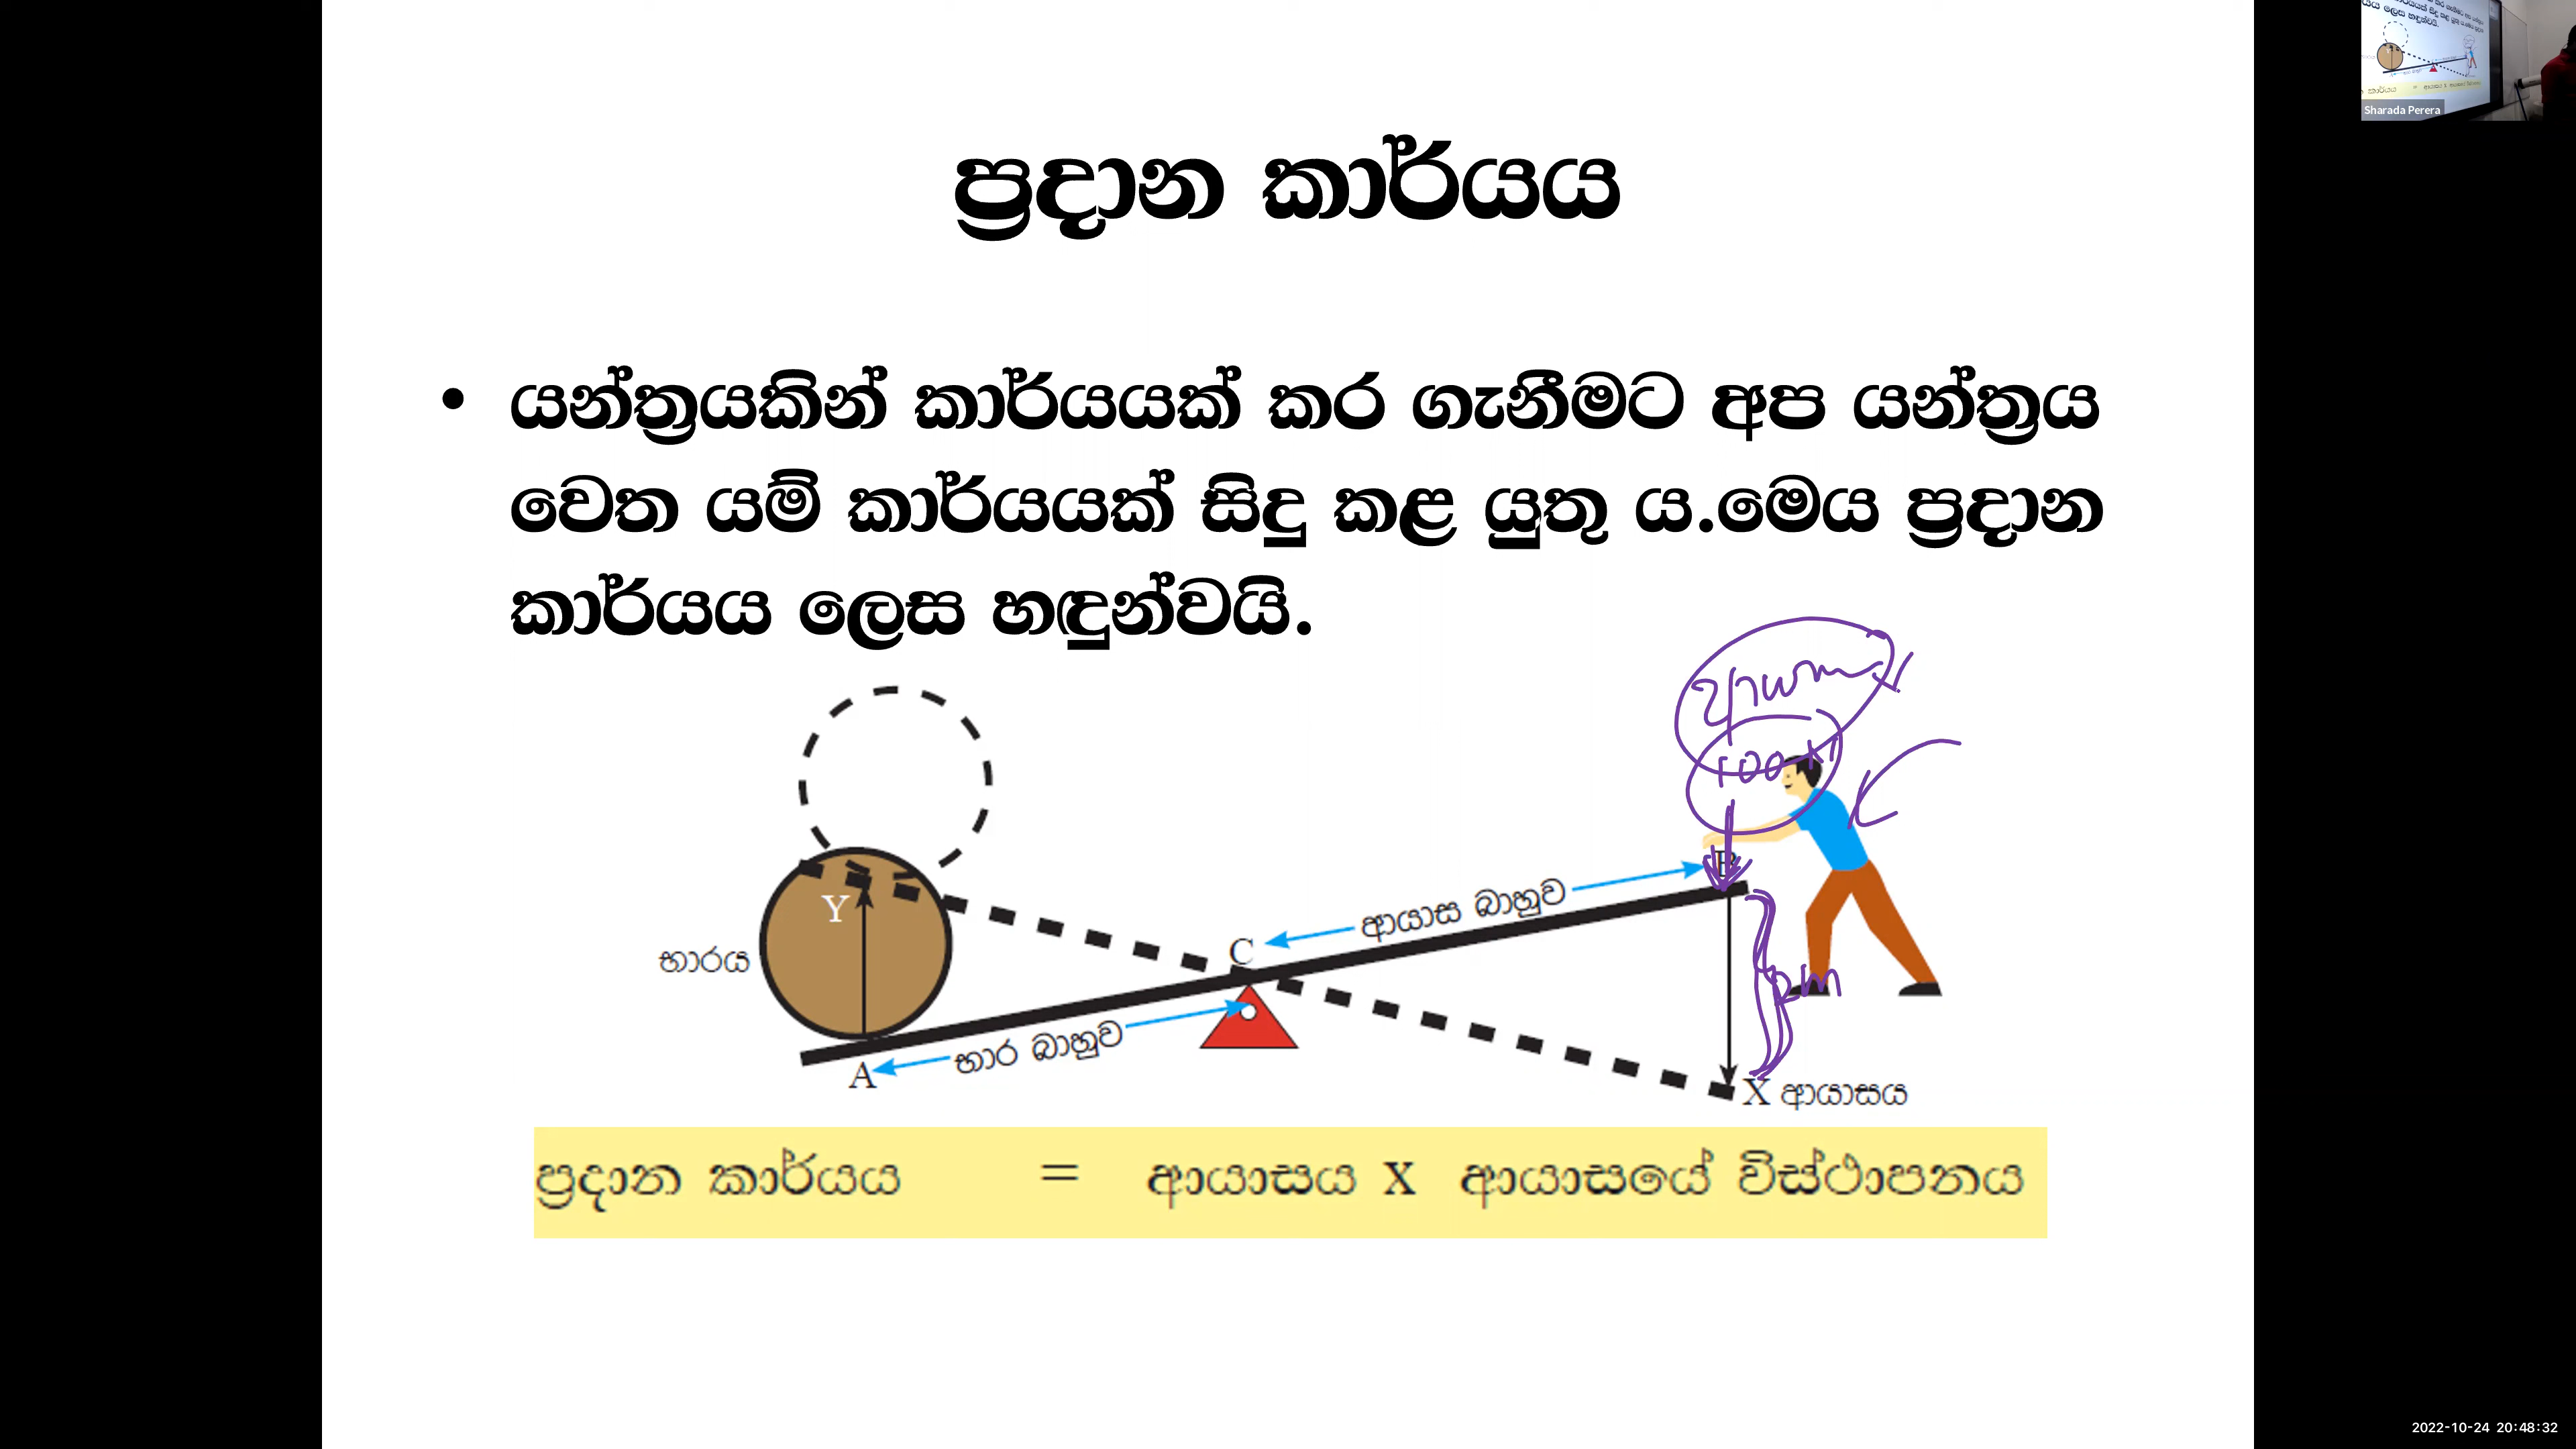 ප්‍රදාන කාර්යය
• යන්ත්‍රයකින් කාර්යයක් කර ගැනීමට අප යන්ත්‍රය
වෙත යම් කාර්යයක් සිදු කළ යුතු ය.මෙය ප්‍රදාන
කාර්යය ලෙස හඳුන්වයි.
100 N
Y
B
ආයාස බාහුව
C
භාරය
භාර බාහුව
A
X ආයාසය
ප්‍රදාන කාර්යය = ආයාසය X ආයාසයේ විස්ථාපනය
Sharada Perera
2022-10-24 20:48:32